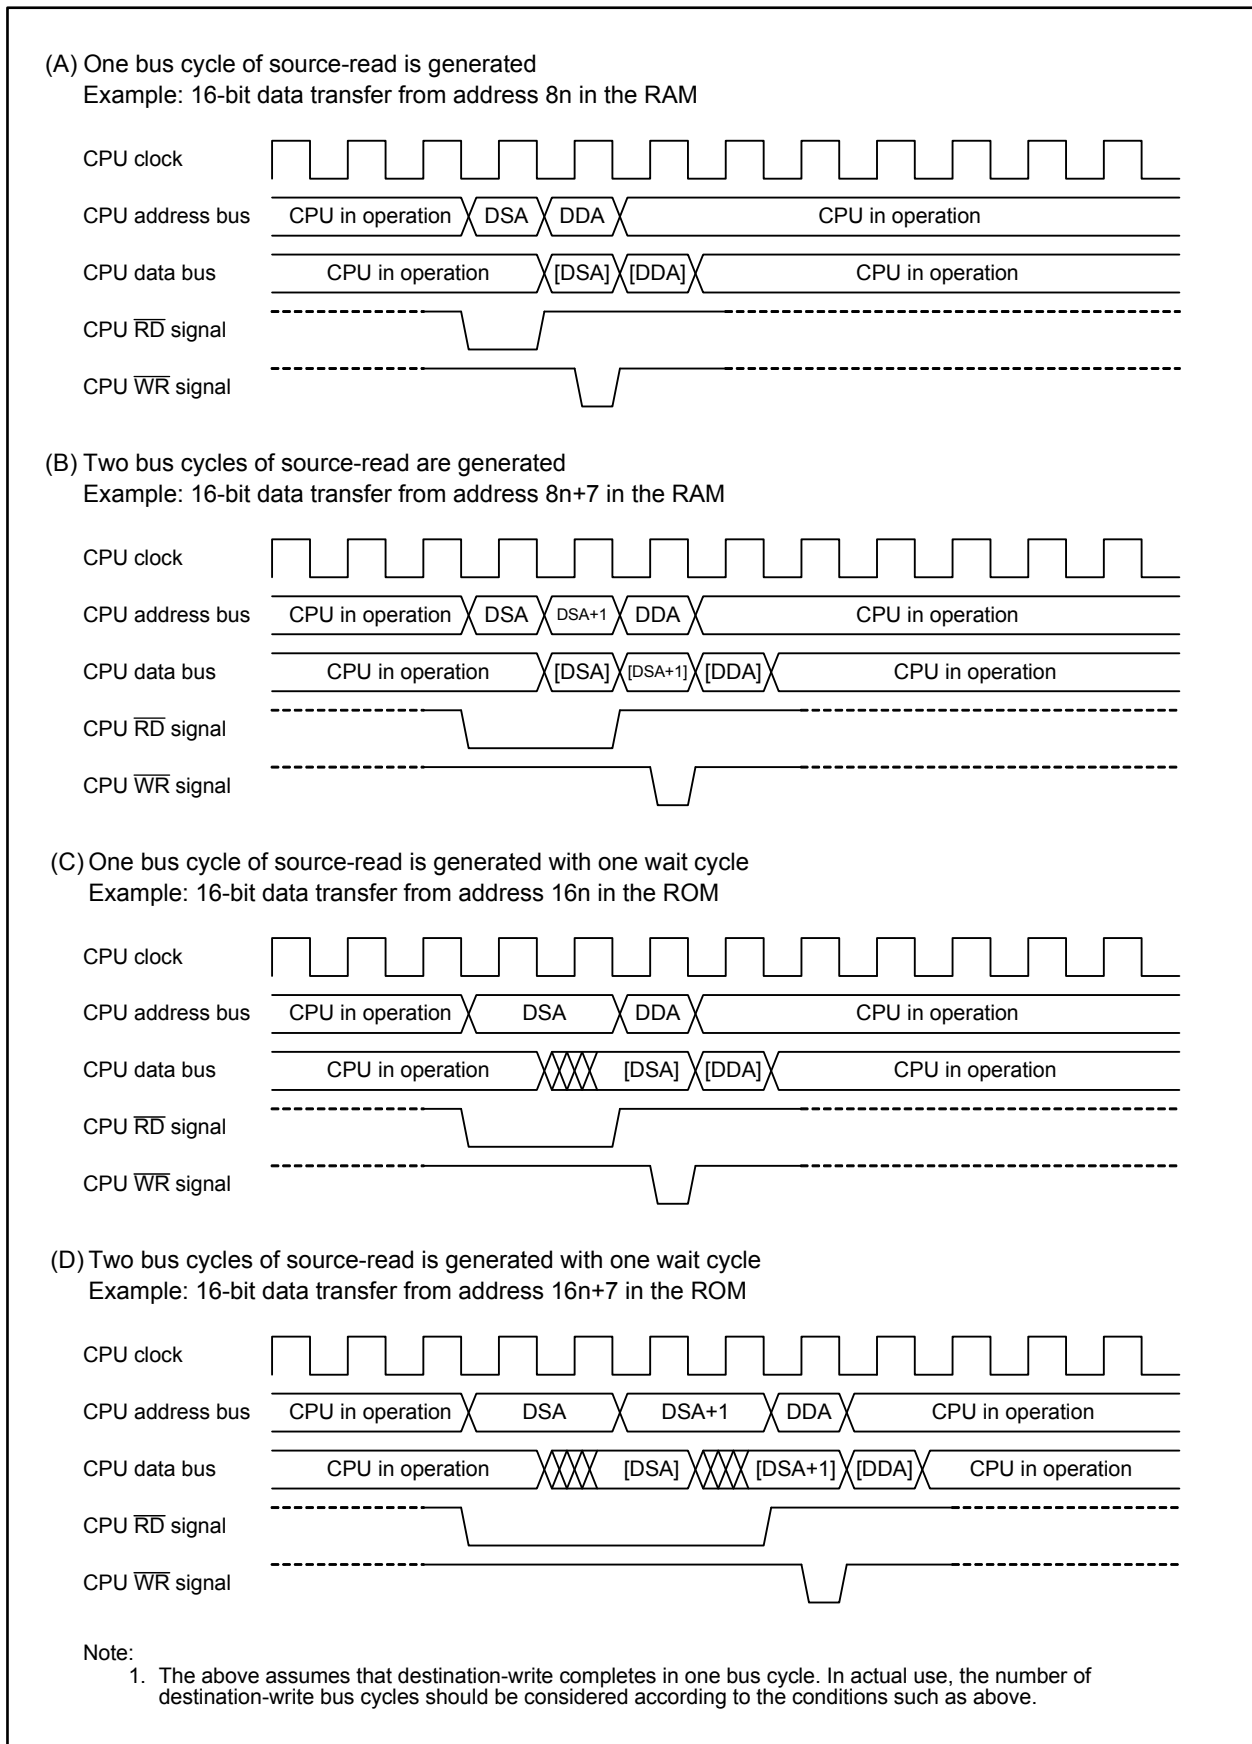 (A) One bus cycle of source-read is generated
Example: 16-bit data transfer from address 8n in the RAM
CPU clock
CPU address bus CPU in operation DSA DDA CPU in operation
CPU data bus CPU in operation [DSA] [DDA] CPU in operation
CPU R̅D̅ signal
CPU W̅R̅ signal
(B) Two bus cycles of source-read are generated
Example: 16-bit data transfer from address 8n+7 in the RAM
CPU clock
CPU address bus CPU in operation DSA DSA+1 DDA CPU in operation
CPU data bus CPU in operation [DSA] [DSA+1] [DDA] CPU in operation
CPU R̅D̅ signal
CPU W̅R̅ signal
(C) One bus cycle of source-read is generated with one wait cycle
Example: 16-bit data transfer from address 16n in the ROM
CPU clock
CPU address bus CPU in operation DSA DDA CPU in operation
CPU data bus CPU in operation [DSA] [DDA] CPU in operation
CPU R̅D̅ signal
CPU W̅R̅ signal
(D) Two bus cycles of source-read is generated with one wait cycle
Example: 16-bit data transfer from address 16n+7 in the ROM
CPU clock
CPU address bus CPU in operation DSA DSA+1 DDA CPU in operation
CPU data bus CPU in operation [DSA] [DSA+1] [DDA] CPU in operation
CPU R̅D̅ signal
CPU W̅R̅ signal
Note:
1. The above assumes that destination-write completes in one bus cycle. In actual use, the number of
destination-write bus cycles should be considered according to the conditions such as above.